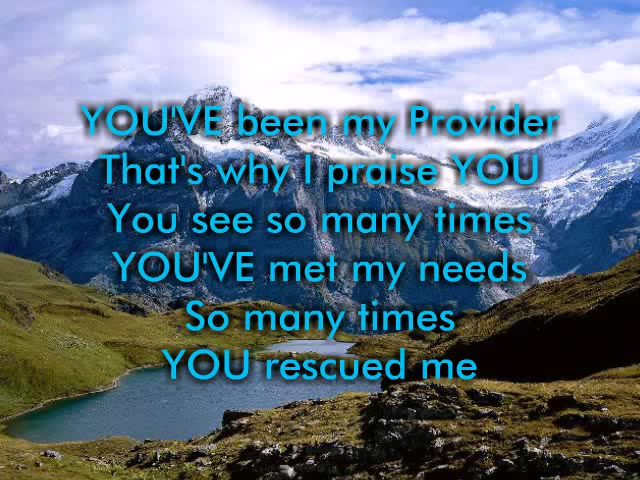 YOU'VE been my Provider
That's why I praise YOU
You see so many times
YOU'VE met my needs
So many times
YOU rescued me